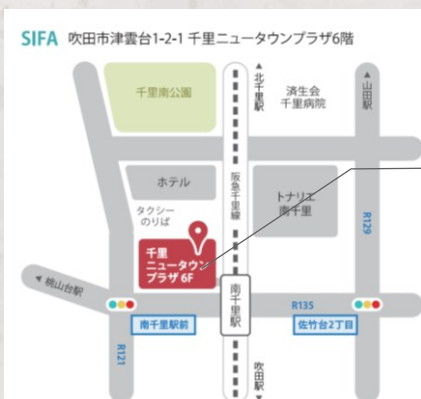 SIFA 吹田市津雲台1-2-1 千里ニュータウンプラザ6階
千里南公園
▲北千里駅
済生会
千里病院
▲山田駅
ホテル
阪急千里線
トナリエ
南千里
タクシー
のりば
R129
千里
ニュータウン
プラザ 6F
◀桃山台駅
南千里駅
R135
南千里駅前
佐竹台2丁目
R121
吹田駅▼